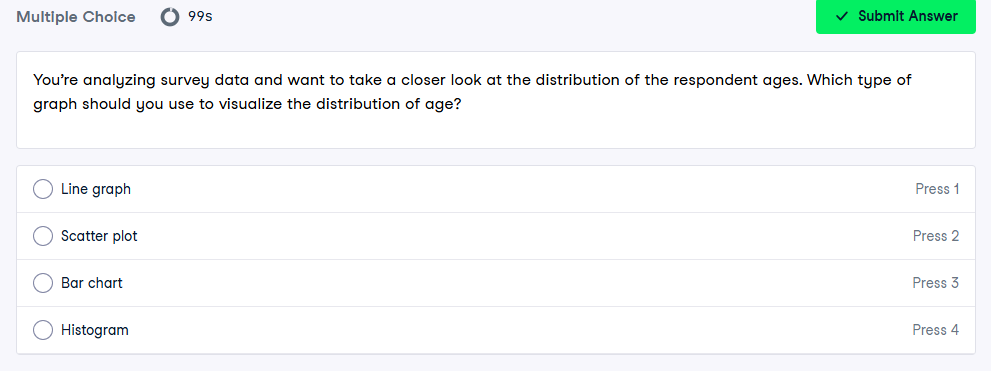 Multiple Choice 99s Submit Answer
You’re analyzing survey data and want to take a closer look at the distribution of the respondent ages. Which type of
graph should you use to visualize the distribution of age?
Line graph Press 1
Scatter plot Press 2
Bar chart Press 3
Histogram Press 4